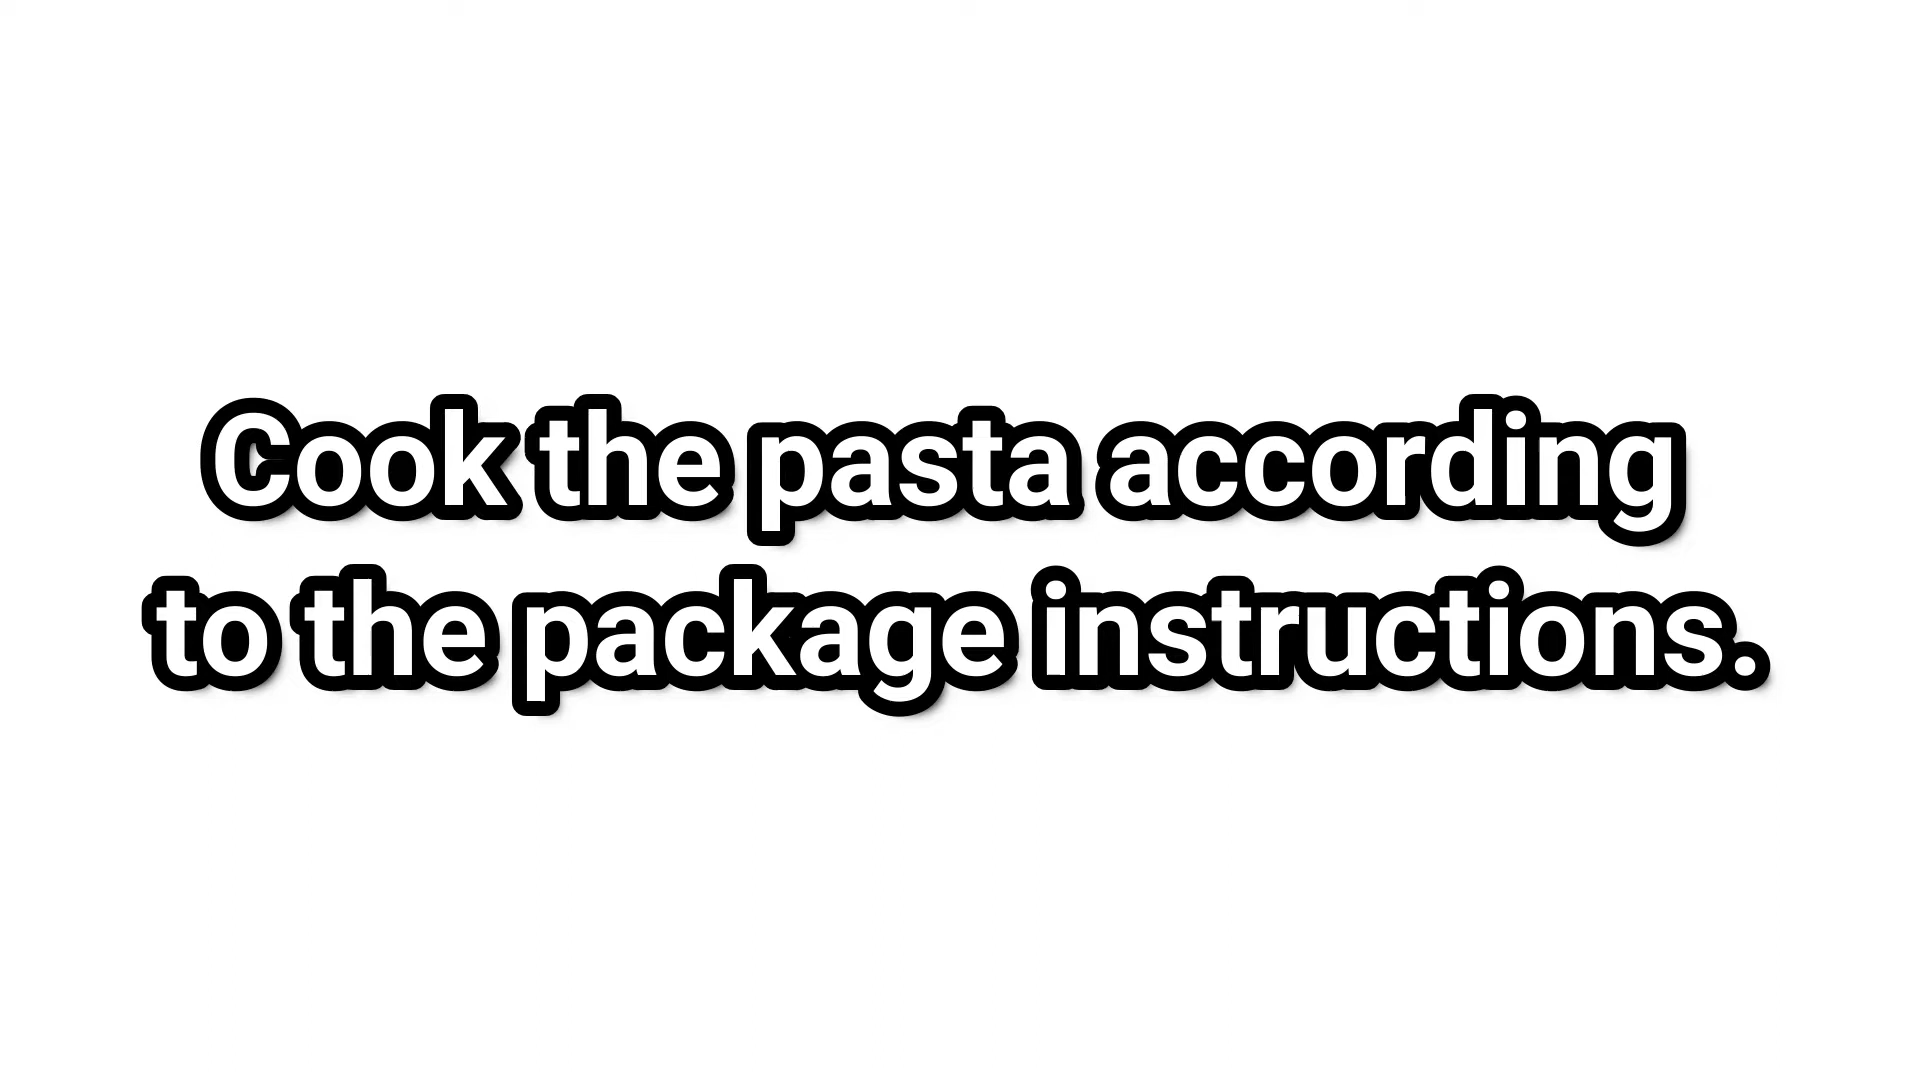 Cook the pasta according
to the package instructions.